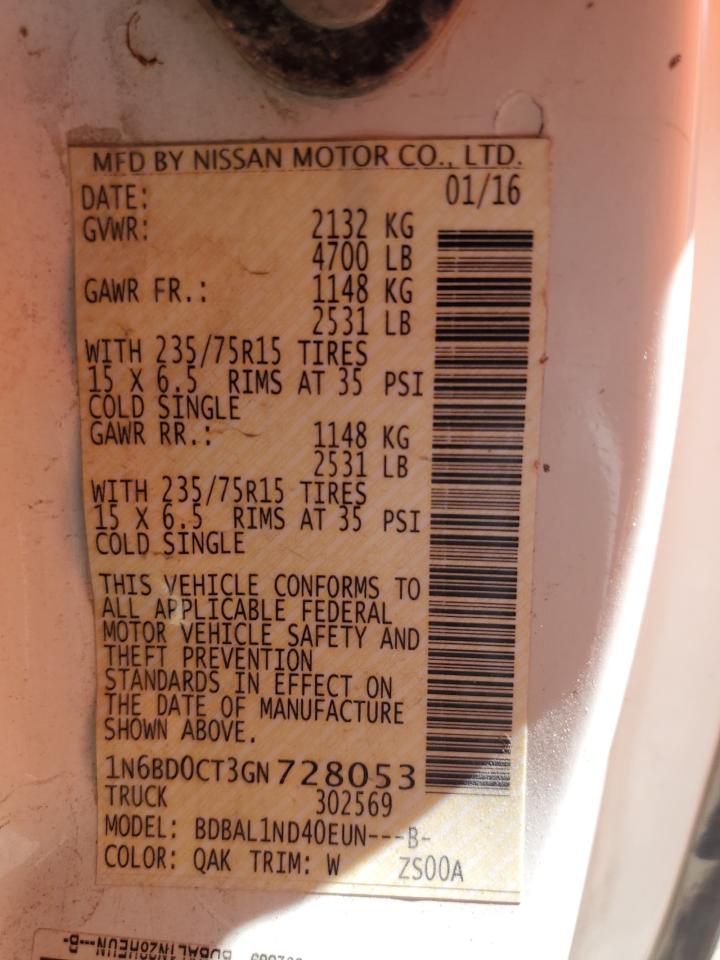 MFD BY NISSAN MOTOR CO., LTD.
DATE: 01/16
GVWR: 2132 KG
4700 LB
GAWR FR.: 1148 KG
2531 LB
WITH 235/75R15 TIRES
15 X 6.5 RIMS AT 35 PSI
COLD SINGLE
GAWR RR.: 1148 KG
2531 LB
WITH 235/75R15 TIRES
15 X 6.5 RIMS AT 35 PSI
COLD SINGLE
THIS VEHICLE CONFORMS TO
ALL APPLICABLE FEDERAL
MOTOR VEHICLE SAFETY AND
THEFT PREVENTION
STANDARDS IN EFFECT ON
THE DATE OF MANUFACTURE
SHOWN ABOVE.
1N6BD0CT3GN728053
TRUCK 302569
MODEL: BDBAL1ND40EUN---B-
COLOR: QAK TRIM: W ZS00A